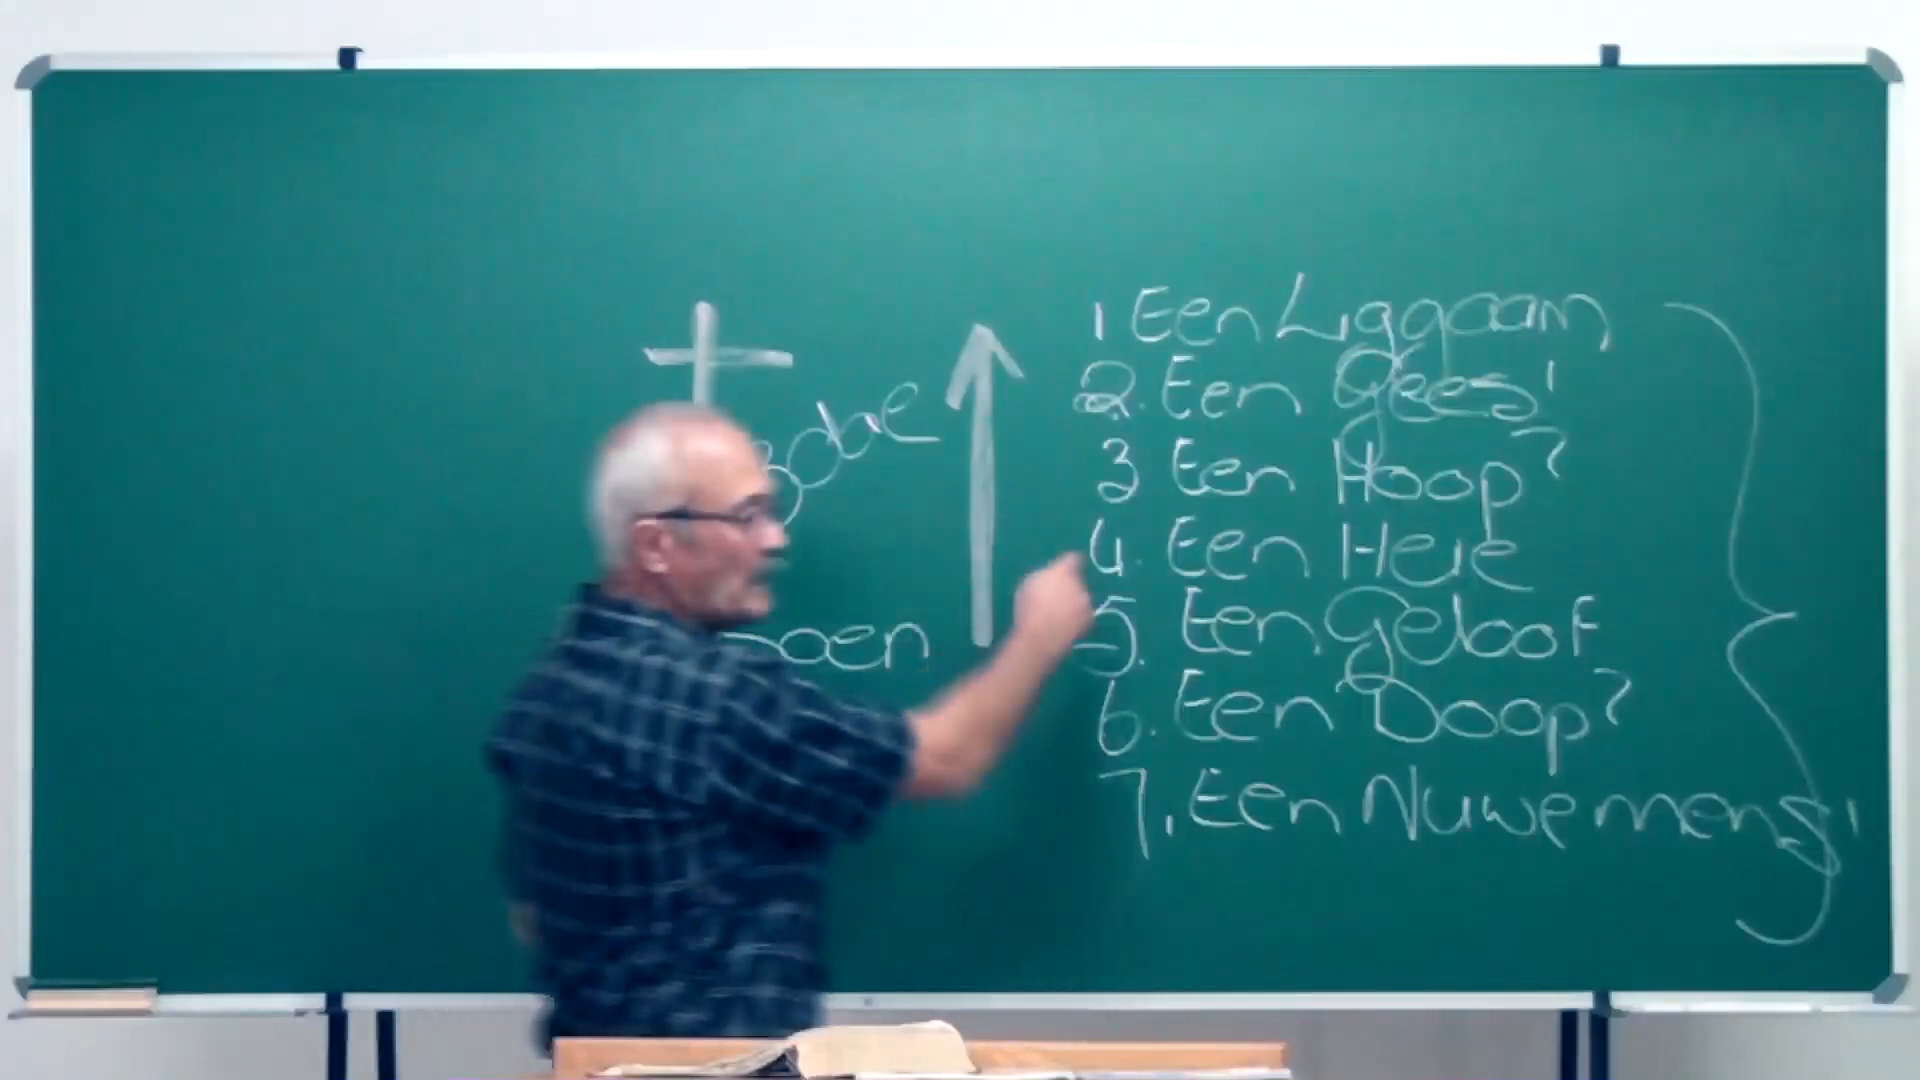 1 Een Liggaam
2. Een Gees'
3 Een Hoop?
4. Een Here
5. Een Geloof
6. Een Doop?
7. Een Nuwe mens'